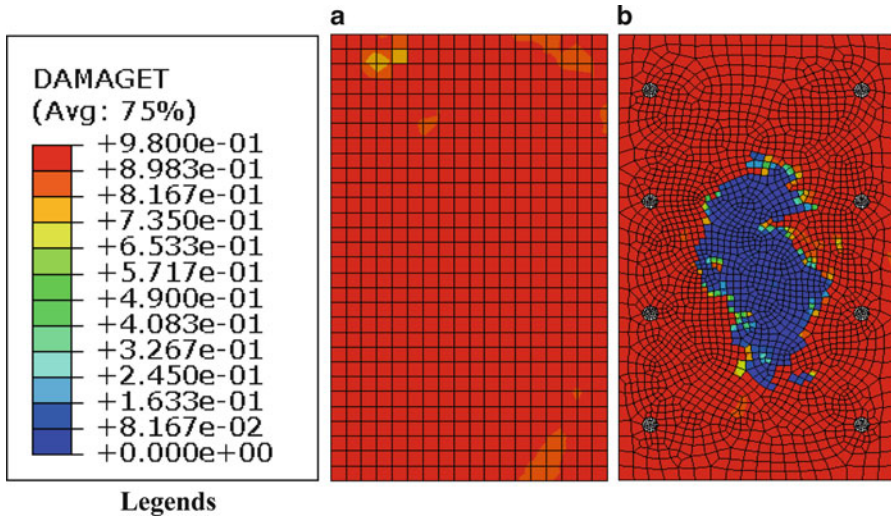 a
b
DAMAGET
(Avg: 75%)
+9.800e-01
+8.983e-01
+8.167e-01
+7.350e-01
+6.533e-01
+5.717e-01
+4.900e-01
+4.083e-01
+3.267e-01
+2.450e-01
+1.633e-01
+8.167e-02
+0.000e+00
Legends